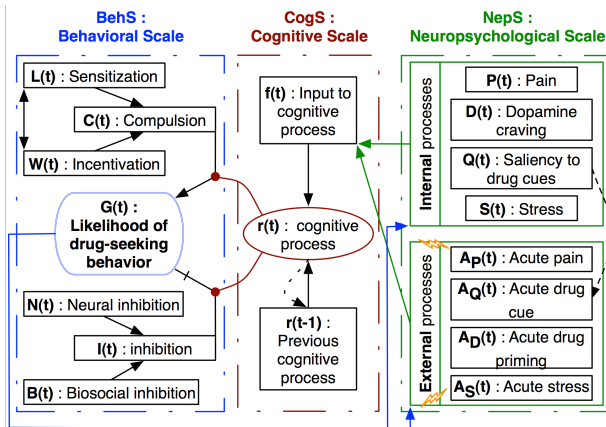 BehS :
Behavioral Scale
L(t) : Sensitization
C(t) : Compulsion
W(t) : Incentivation
G(t) :
Likelihood of
drug-seeking
behavior
N(t) : Neural inhibition
I(t) : inhibition
B(t) : Biosocial inhibition
CogS :
Cognitive Scale
f(t) : Input to
cognitive
process
r(t) : cognitive
process
r(t-1) :
Previous
cognitive
process
NepS :
Neuropsychological Scale
Internal processes
P(t) : Pain
D(t) : Dopamine
craving
Q(t) : Saliency to
drug cues
S(t) : Stress
External processes
AP(t) : Acute pain
AQ(t) : Acute drug
cue
AD(t) : Acute drug
priming
AS(t) : Acute stress